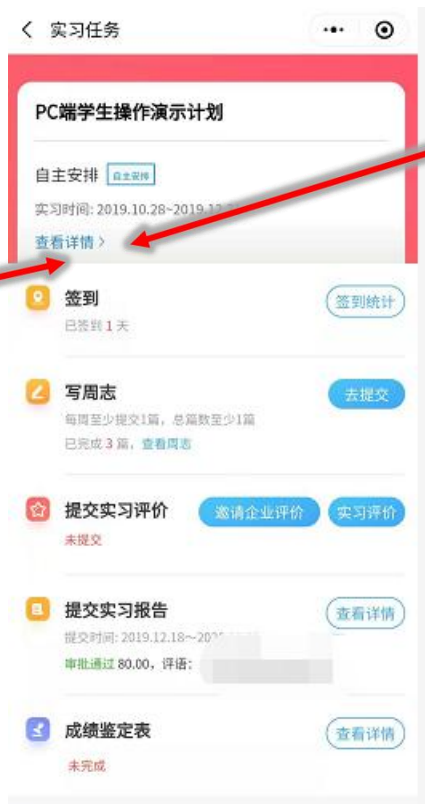 实习任务
PC端学生操作演示计划
自主安排 自主安排
实习时间: 2019.10.28~2019.12.
查看详情
签到
签到统计
已签到 1 天
写周志
去提交
每周至少提交1篇，总篇数至少1篇
已完成 3 篇，查看周志
提交实习评价
邀请企业评价
实习评价
未提交
提交实习报告
查看详情
提交时间: 2019.12.18~
审批通过 80.00，评语：
成绩鉴定表
查看详情
未完成